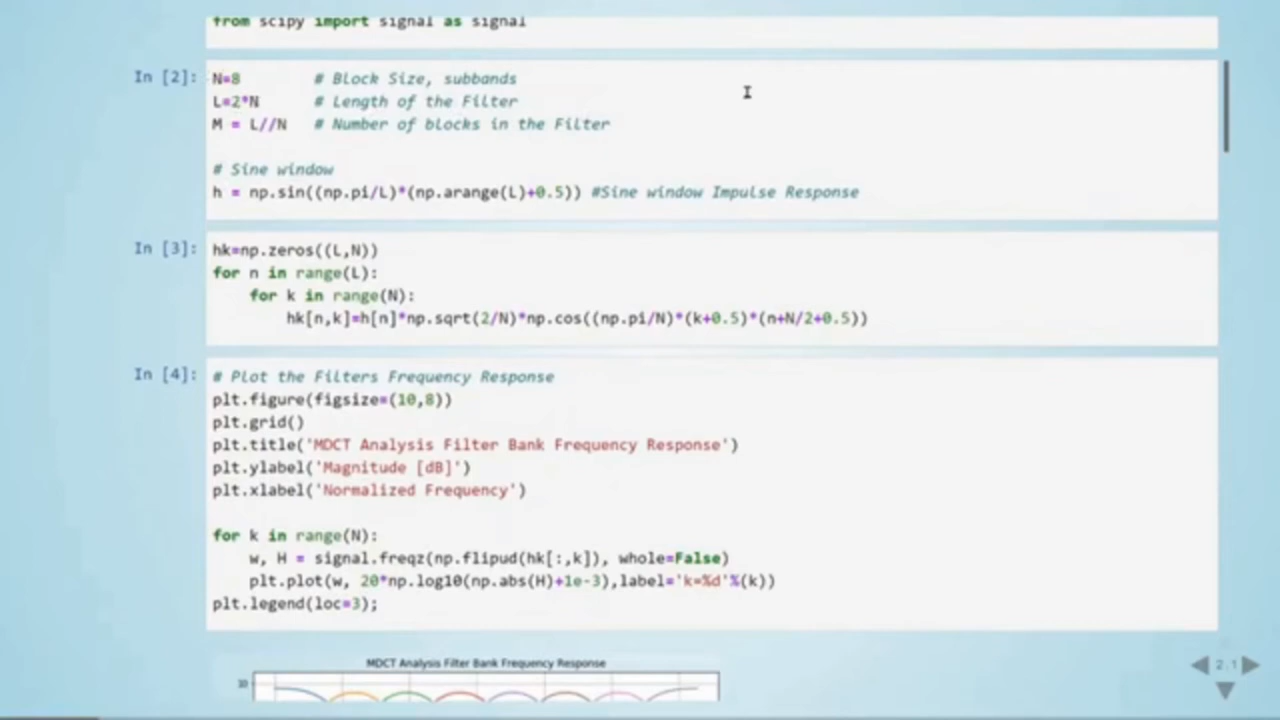 from scipy import signal as signal
In [2]:
N=8 # Block Size, subbands
L=2*N # Length of the Filter
M = L//N # Number of blocks in the Filter
# Sine window
h = np.sin((np.pi/L)*(np.arange(L)+0.5)) #Sine window Impulse Response
In [3]:
hk=np.zeros((L,N))
for n in range(L):
for k in range(N):
hk[n,k]=h[n]*np.sqrt(2/N)*np.cos((np.pi/N)*(k+0.5)*(n+N/2+0.5))
In [4]:
# Plot the Filters Frequency Response
plt.figure(figsize=(10,8))
plt.grid()
plt.title('MDCT Analysis Filter Bank Frequency Response')
plt.ylabel('Magnitude [dB]')
plt.xlabel('Normalized Frequency')
for k in range(N):
w, H = signal.freqz(np.flipud(hk[:,k]), whole=False)
plt.plot(w, 20*np.log10(np.abs(H)+1e-3),label='k=%d'%(k))
plt.legend(loc=3);
MDCT Analysis Filter Bank Frequency Response
10
2.1